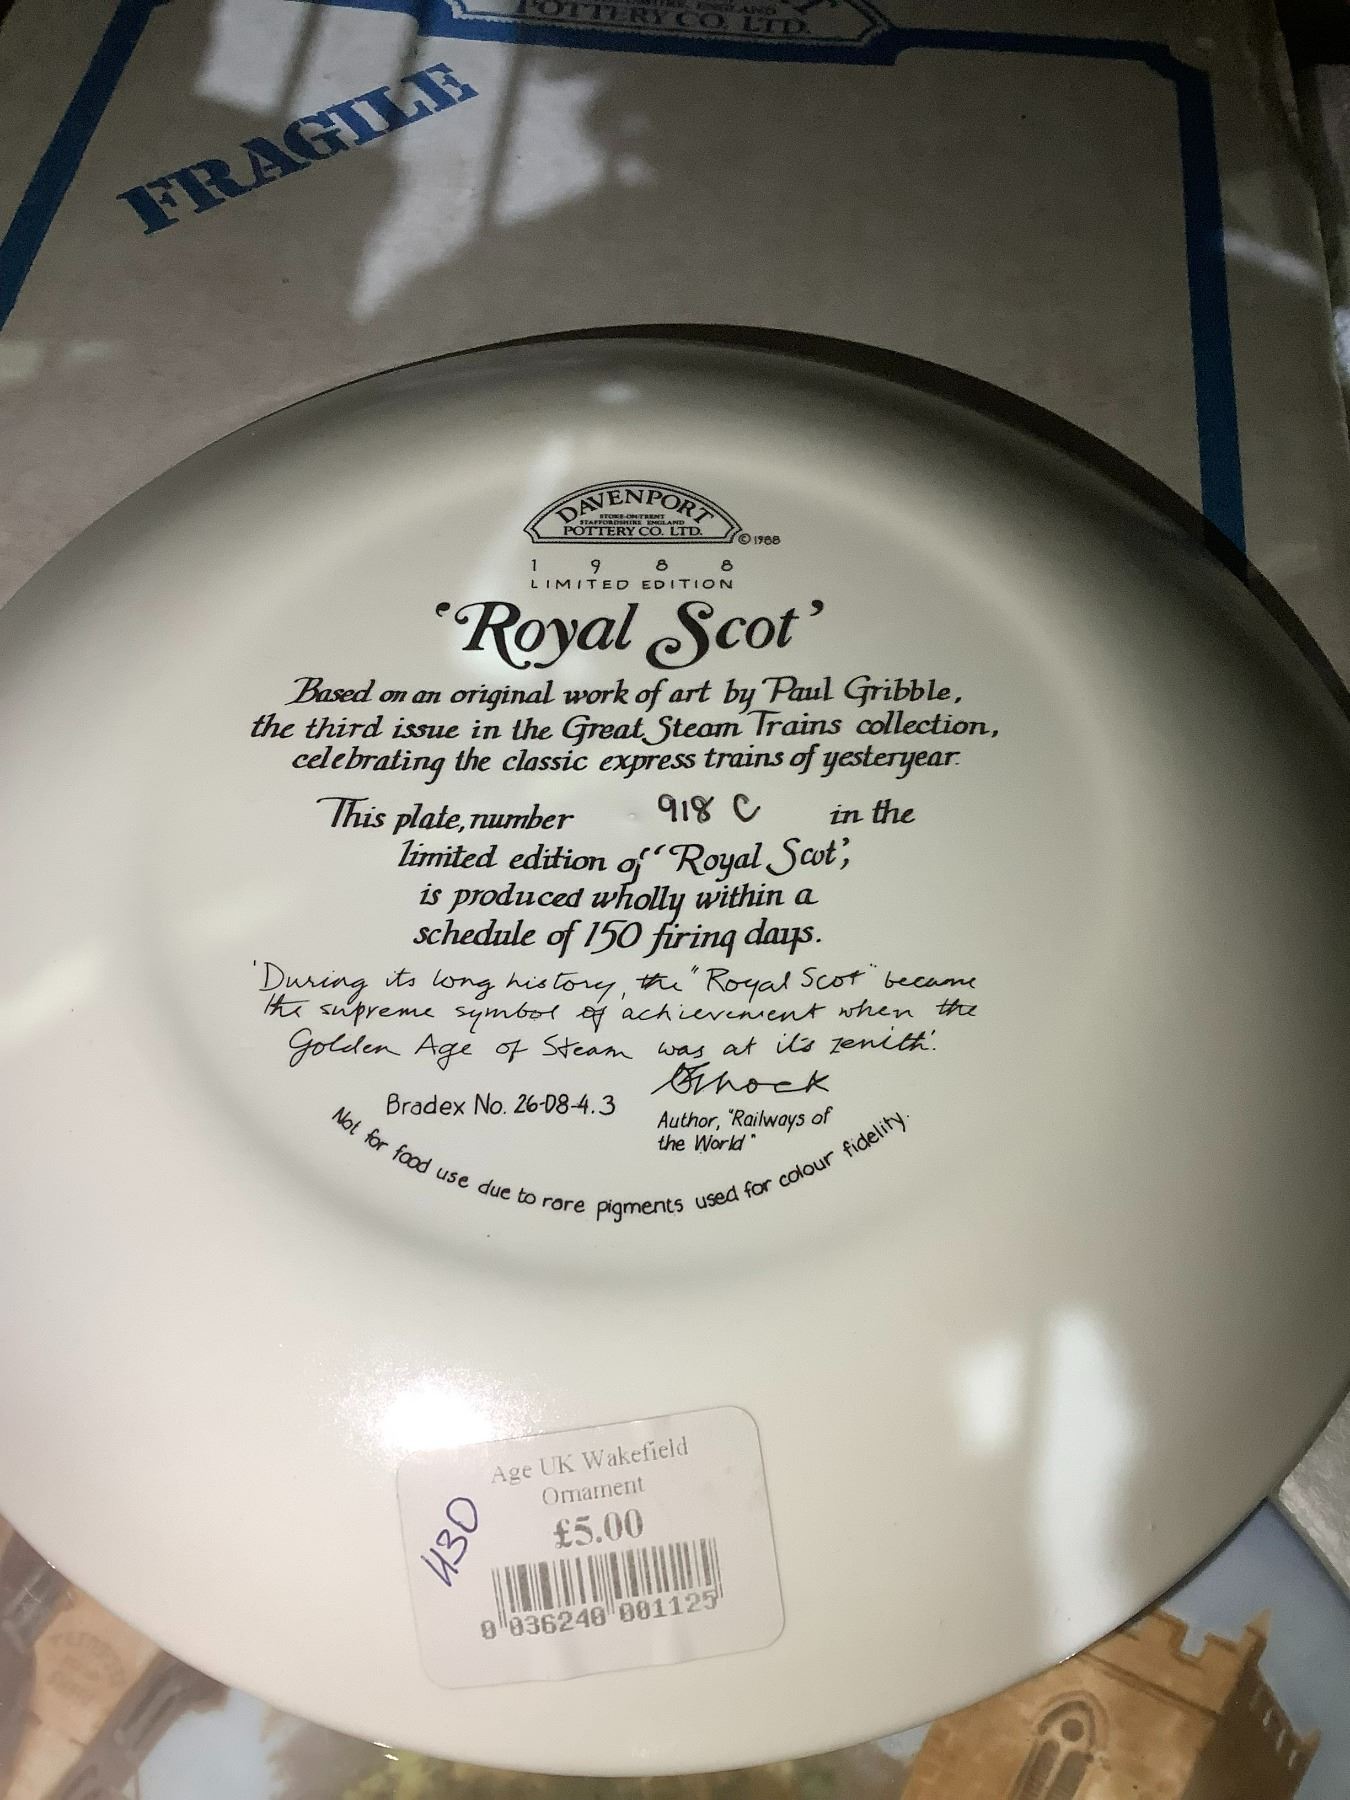 POTTERY CO. LTD.
FRAGILE
DAVENPORT
STOKE-ON-TRENT
STAFFORDSHIRE ENGLAND
POTTERY CO. LTD.
© 1988
1988
LIMITED EDITION
'Royal Scot'
Based on an original work of art by Paul Gribble,
the third issue in the Great Steam Trains collection,
celebrating the classic express trains of yesteryear.
This plate, number 918 C in the
limited edition of 'Royal Scot',
is produced wholly within a
schedule of 150 firing days.
'During its long history, the "Royal Scot" became
the supreme symbol of achievement when the
Golden Age of Steam was at its zenith'.
Bradex No. 26-D8-4.3
Author, "Railways of
the World"
Not for food use due to rare pigments used for colour fidelity.
Age UK Wakefield
Ornament
430
£5.00
0 036240 001125